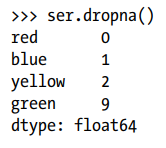 >>> ser.dropna()
red 0
blue 1
yellow 2
green 9
dtype: float64